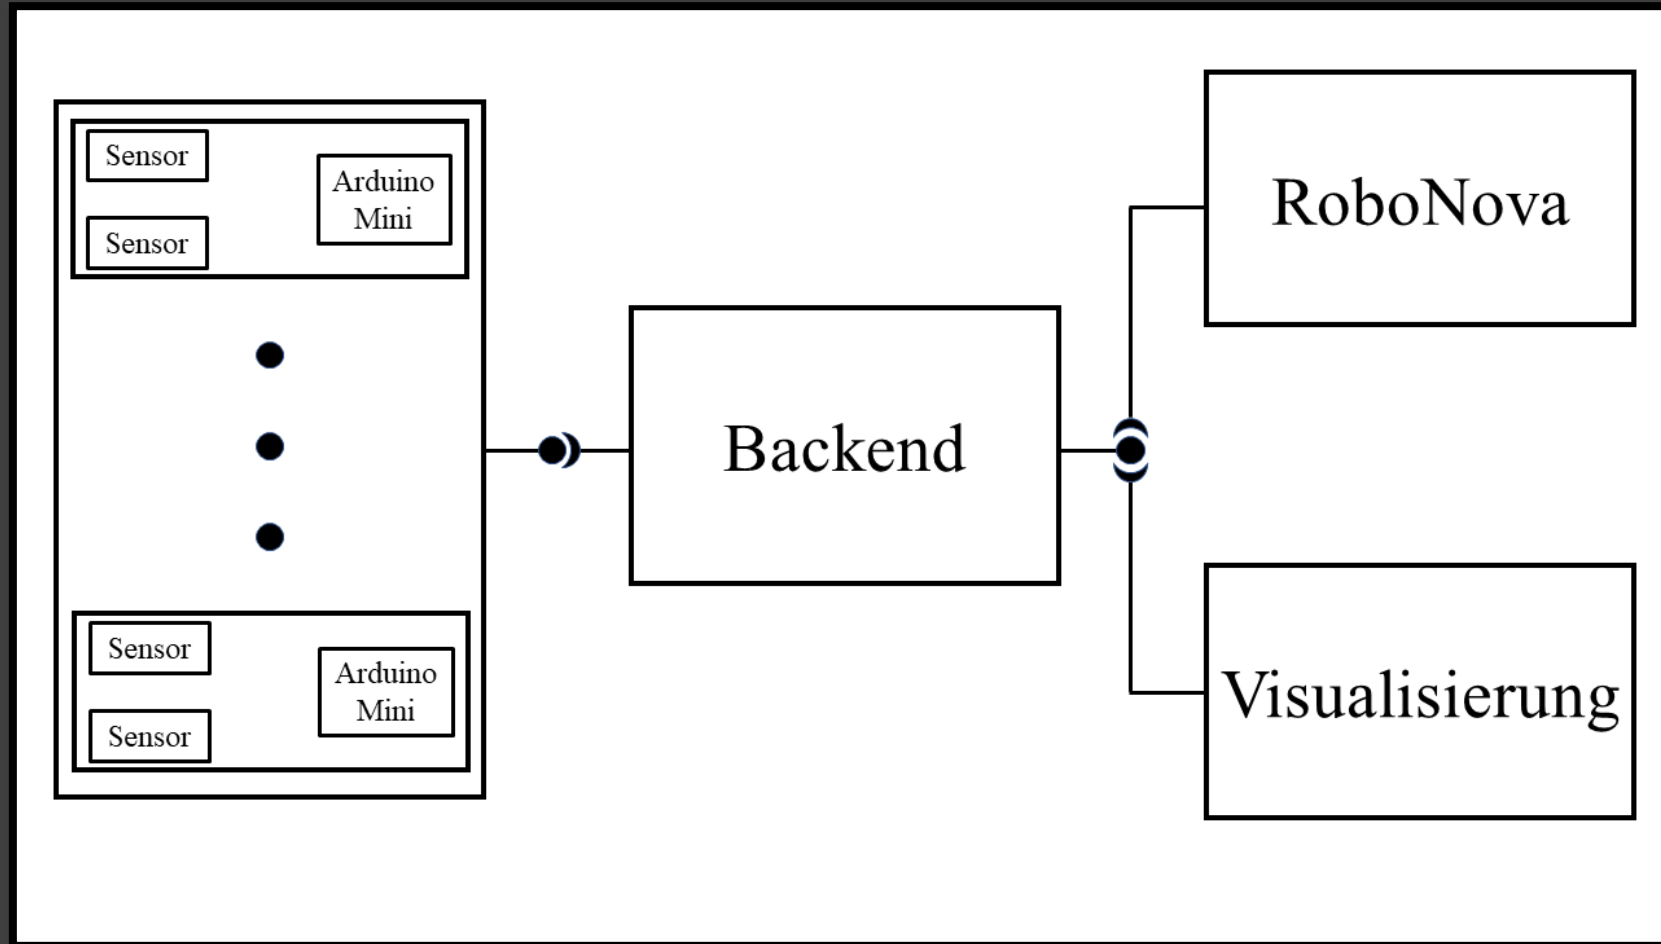 Sensor
Arduino
Mini
Sensor
Sensor
Arduino
Mini
Sensor
Backend
RoboNova
Visualisierung